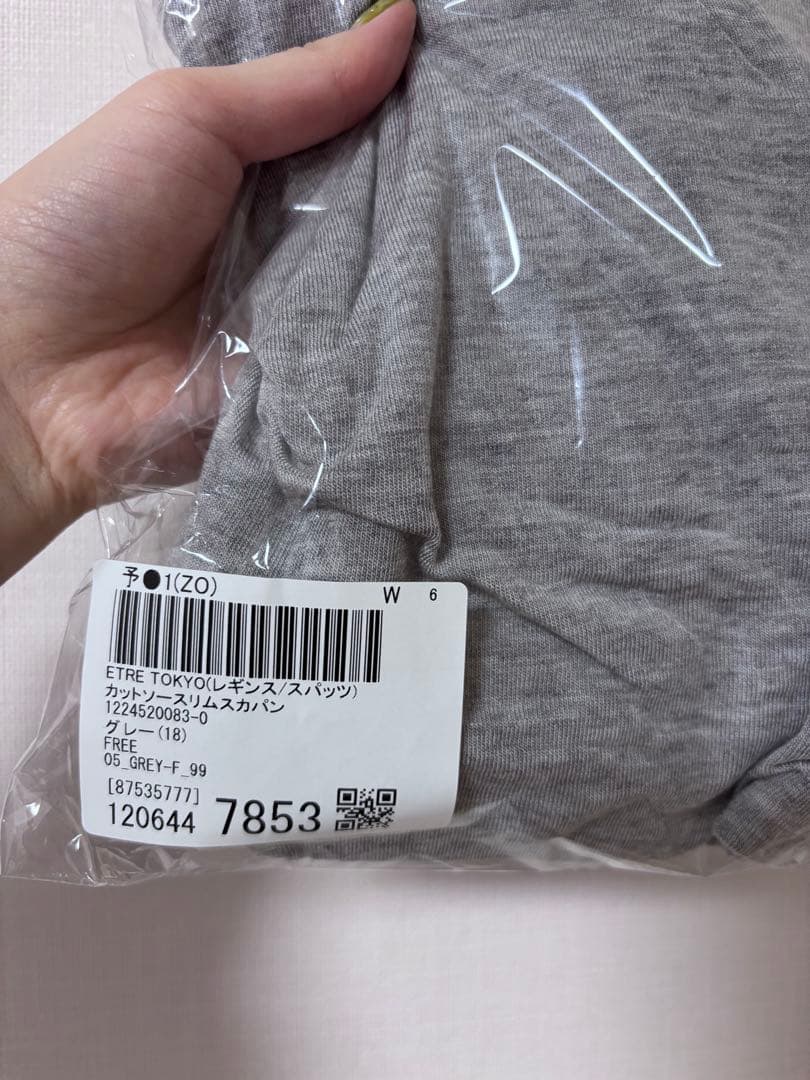 予●1(ZO)
W 6
ETRE TOKYO(レギンス/スパッツ)
カットソースリムスカパン
1224520083-0
グレー(18)
FREE
05_GREY-F_99
[87535777]
120644 7853